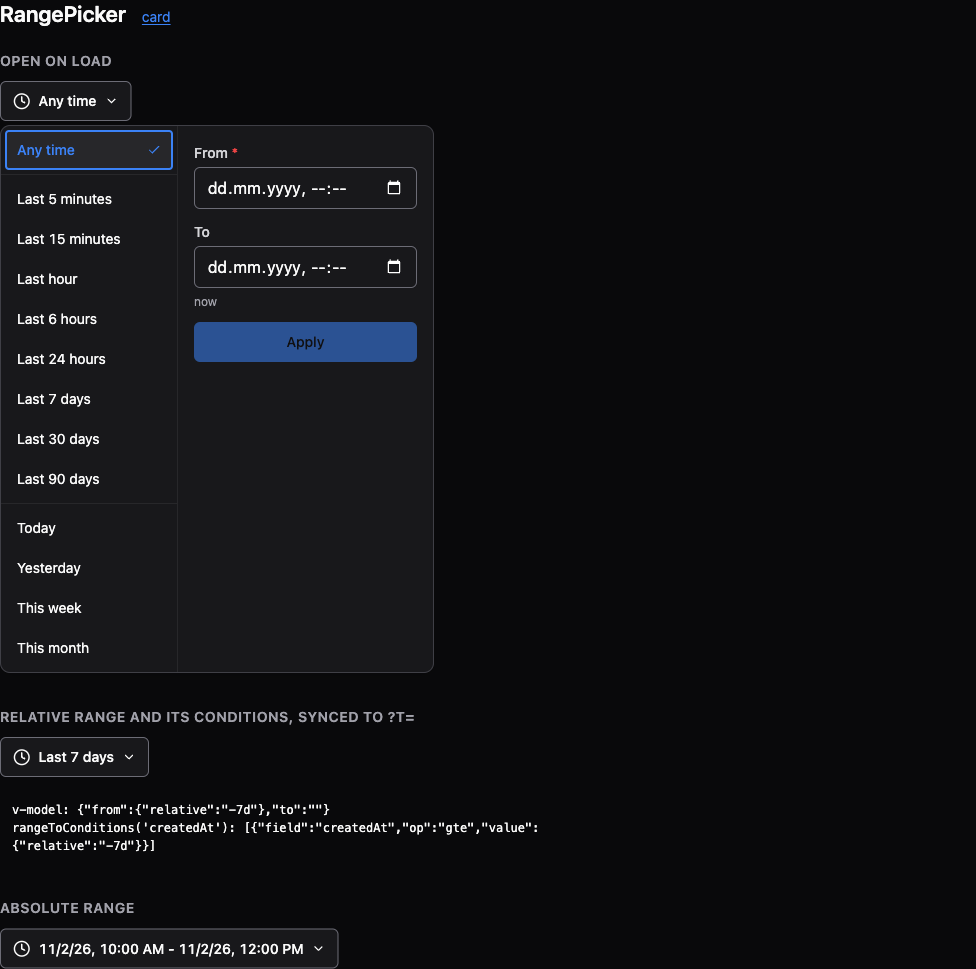 RangePicker card
OPEN ON LOAD
Any time
Any time
Last 5 minutes
Last 15 minutes
Last hour
Last 6 hours
Last 24 hours
Last 7 days
Last 30 days
Last 90 days
Today
Yesterday
This week
This month
From *
dd.mm.yyyy, --:--
To
dd.mm.yyyy, --:--
now
Apply
RELATIVE RANGE AND ITS CONDITIONS, SYNCED TO ?T=
Last 7 days
v-model: {"from":{"relative":"-7d"},"to":""}
rangeToConditions('createdAt'): [{"field":"createdAt","op":"gte","value":
{"relative":"-7d"}}]
ABSOLUTE RANGE
11/2/26, 10:00 AM - 11/2/26, 12:00 PM